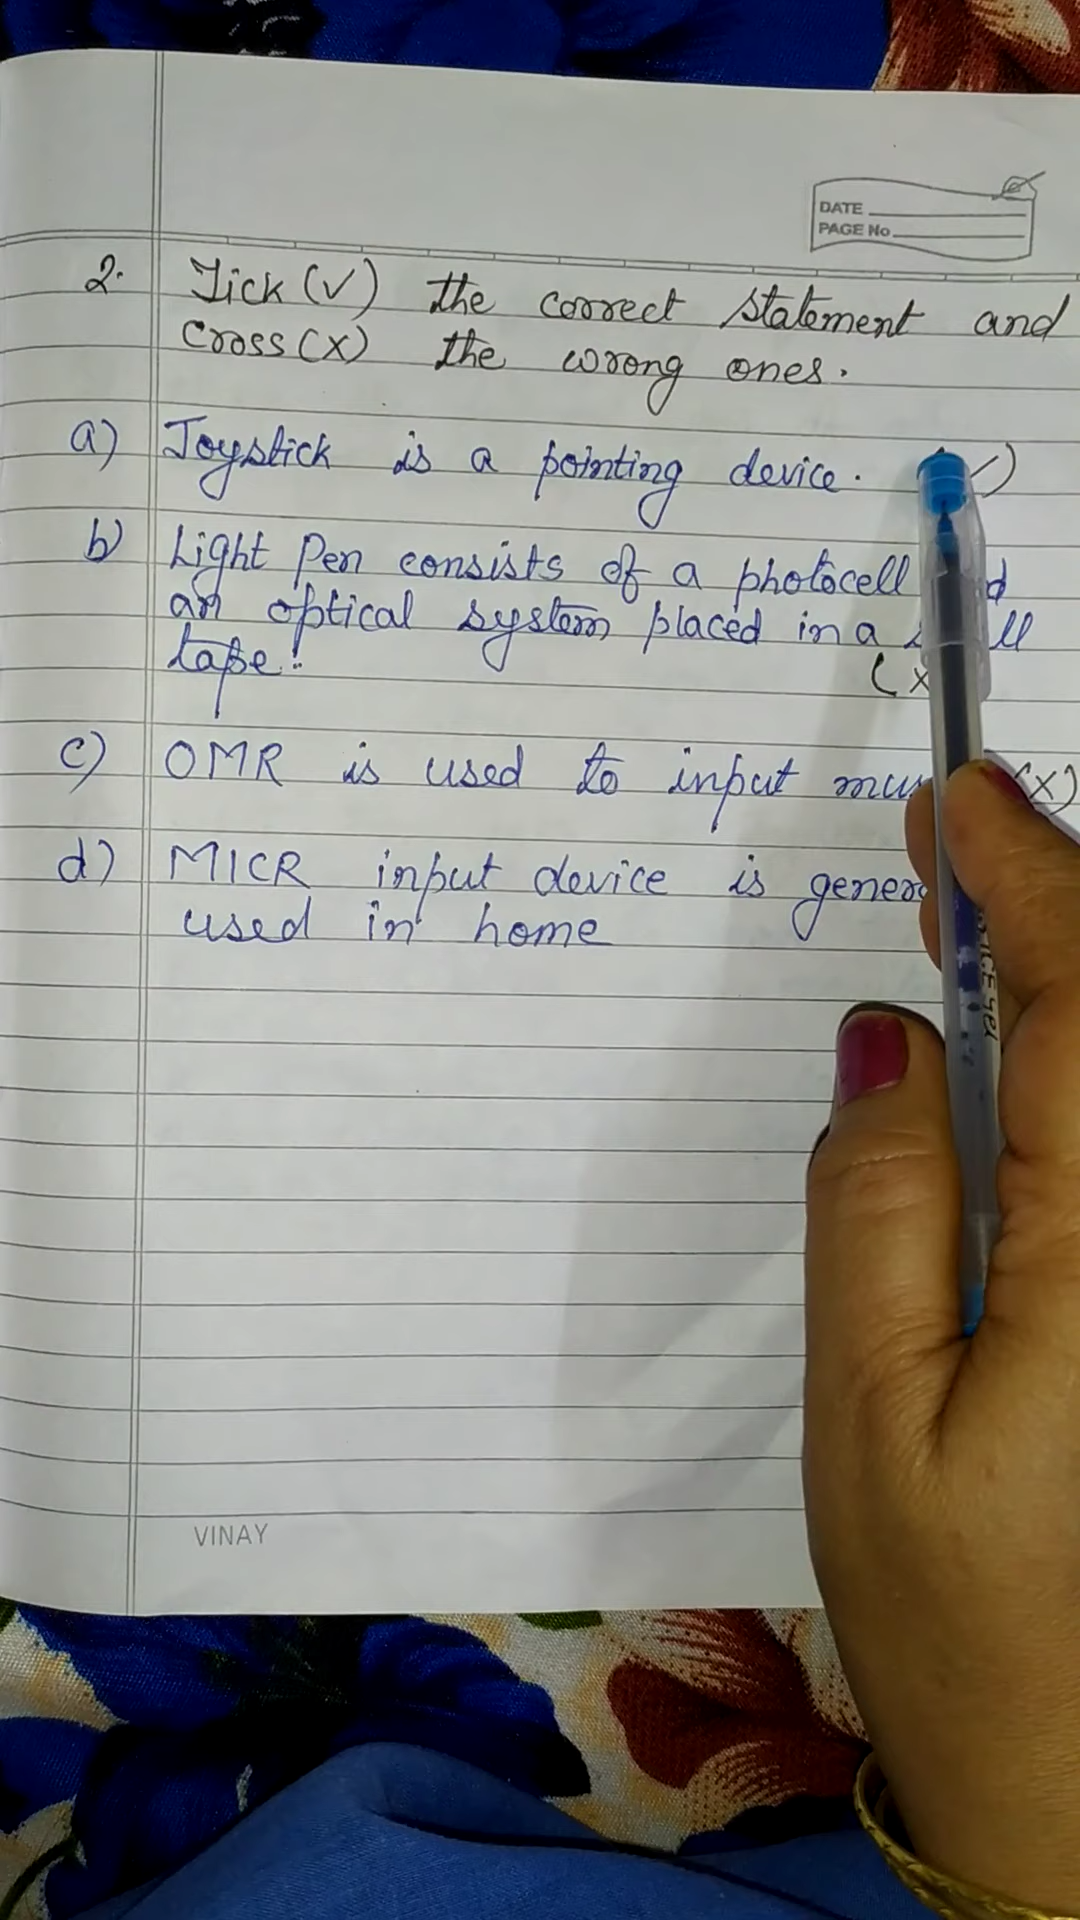 DATE
PAGE No
2. Tick (✓) the correct statement and
Cross (X) the wrong ones.
a) Joystick is a pointing device. ✓)
b) Light Pen consists of a photocell
an optical system placed in a
tape.
(x
c) OMR is used to input (X)
d) MICR input device is
used in home
VINAY